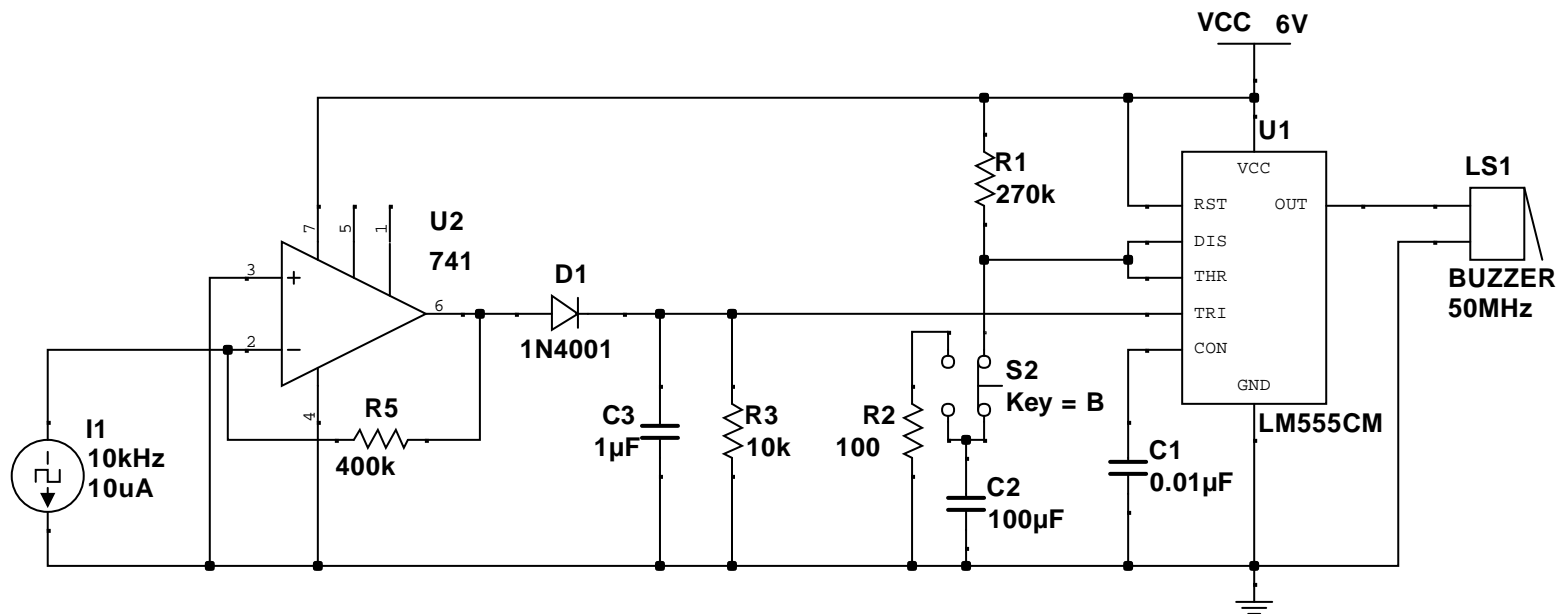 VCC 6V
U1
VCC
RST OUT
DIS
THR
TRI
CON
GND
LM555CM
LS1
BUZZER
50MHz
R1
270k
U2
741
7
5
1
3
2
6
4
D1
1N4001
R5
400k
I1
10kHz
10uA
C3
1µF
R3
10k
R2
100
S2
Key = B
C2
100µF
C1
0.01µF